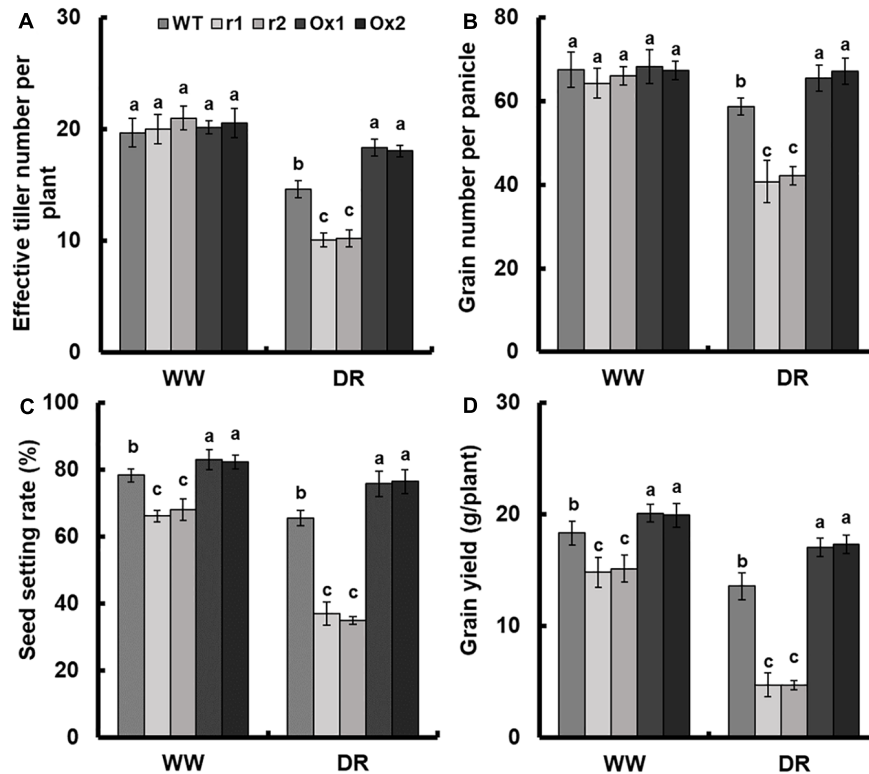 A
WT r1 r2 Ox1 Ox2
Effective tiller number per
plant
30
20
10
0
a a a a a
b c c a a
WW DR
B
Grain number per panicle
80
60
40
20
0
a a a a a
b c c a a
WW DR
C
Seed setting rate (%)
100
80
60
40
20
0
b c c a a
b c c a a
WW DR
D
Grain yield (g/plant)
30
20
10
0
b c c a a
b c c a a
WW DR